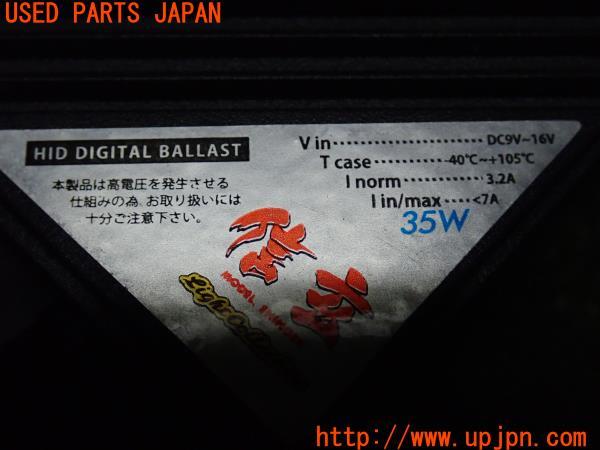 USED PARTS JAPAN
HID DIGITAL BALLAST
本製品は高電圧を発生させる
仕組みの為、お取り扱いには
十分ご注意下さい。
V in DC9V~16V
T case -40℃~+105℃
I norm 3.2A
I in/max <7A
35W
MODEL
Light
http://www.upjpn.com/